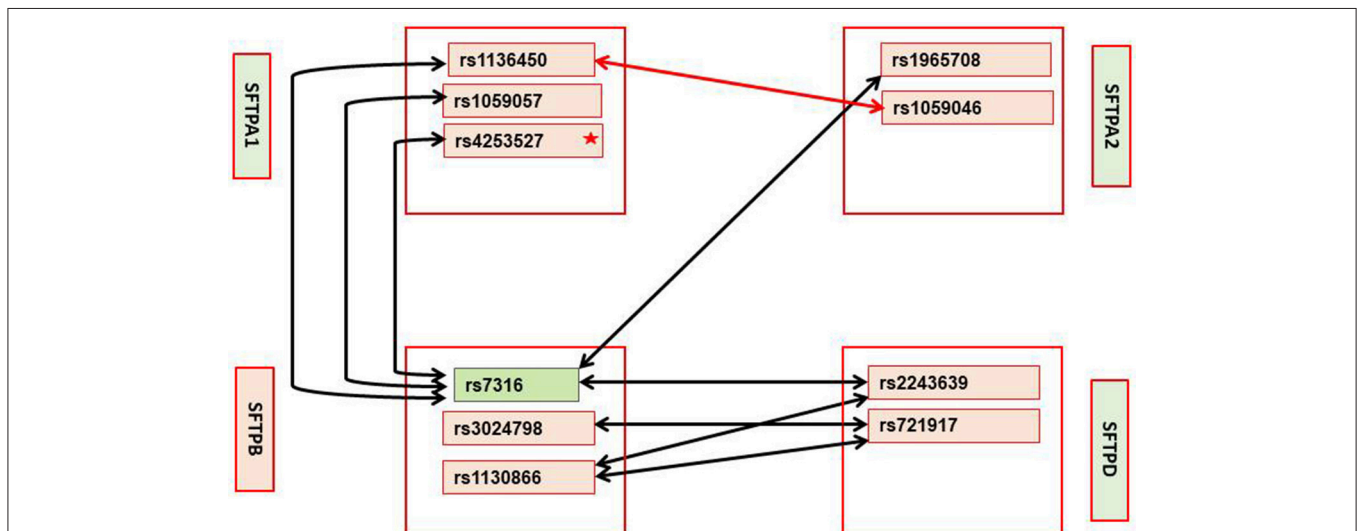 SFTPA1
rs1136450
rs1059057
rs4253527
rs1965708
rs1059046
SFTPA2
SFTPB
rs7316
rs3024798
rs1130866
rs2243639
rs721917
SFTPD